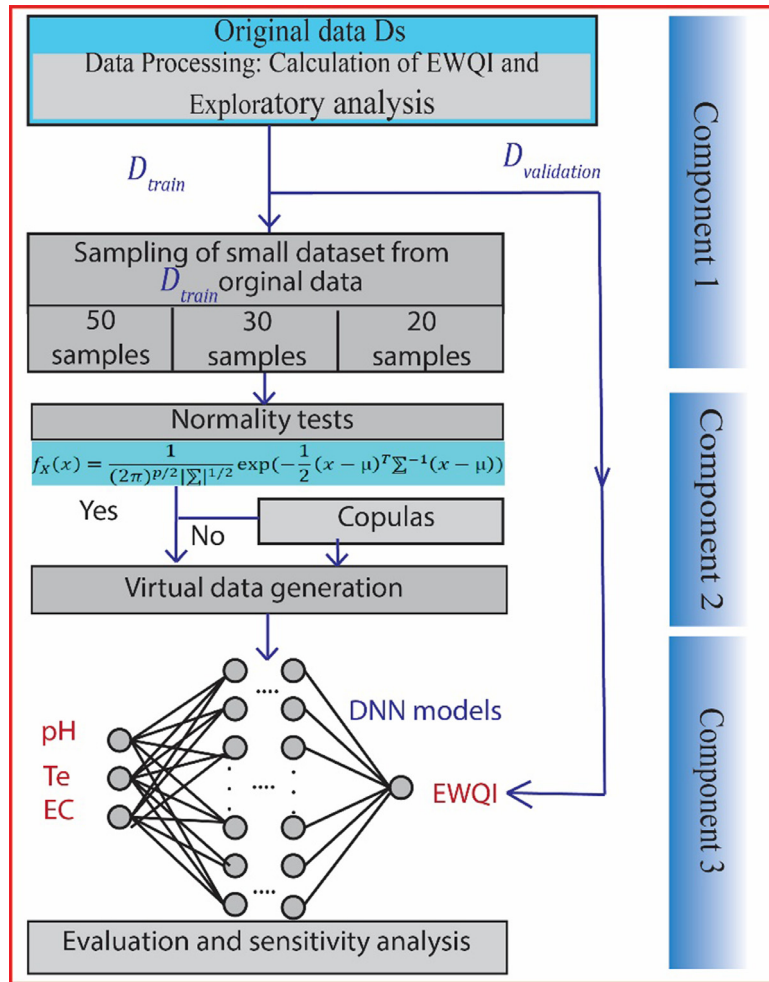 Original data Ds
Data Processing: Calculation of EWQI and
Exploratory analysis
D_train
D_validation
Sampling of small dataset from
D_train orginal data
50 samples
30 samples
20 samples
Normality tests
f_X(x) = 1/((2π)^{p/2}|Σ|^{1/2}) exp(−1/2(x − μ)^T Σ^{−1}(x − μ))
Yes
No
Copulas
Virtual data generation
DNN models
pH
Te
EC
EWQI
Evaluation and sensitivity analysis
Component 1
Component 2
Component 3